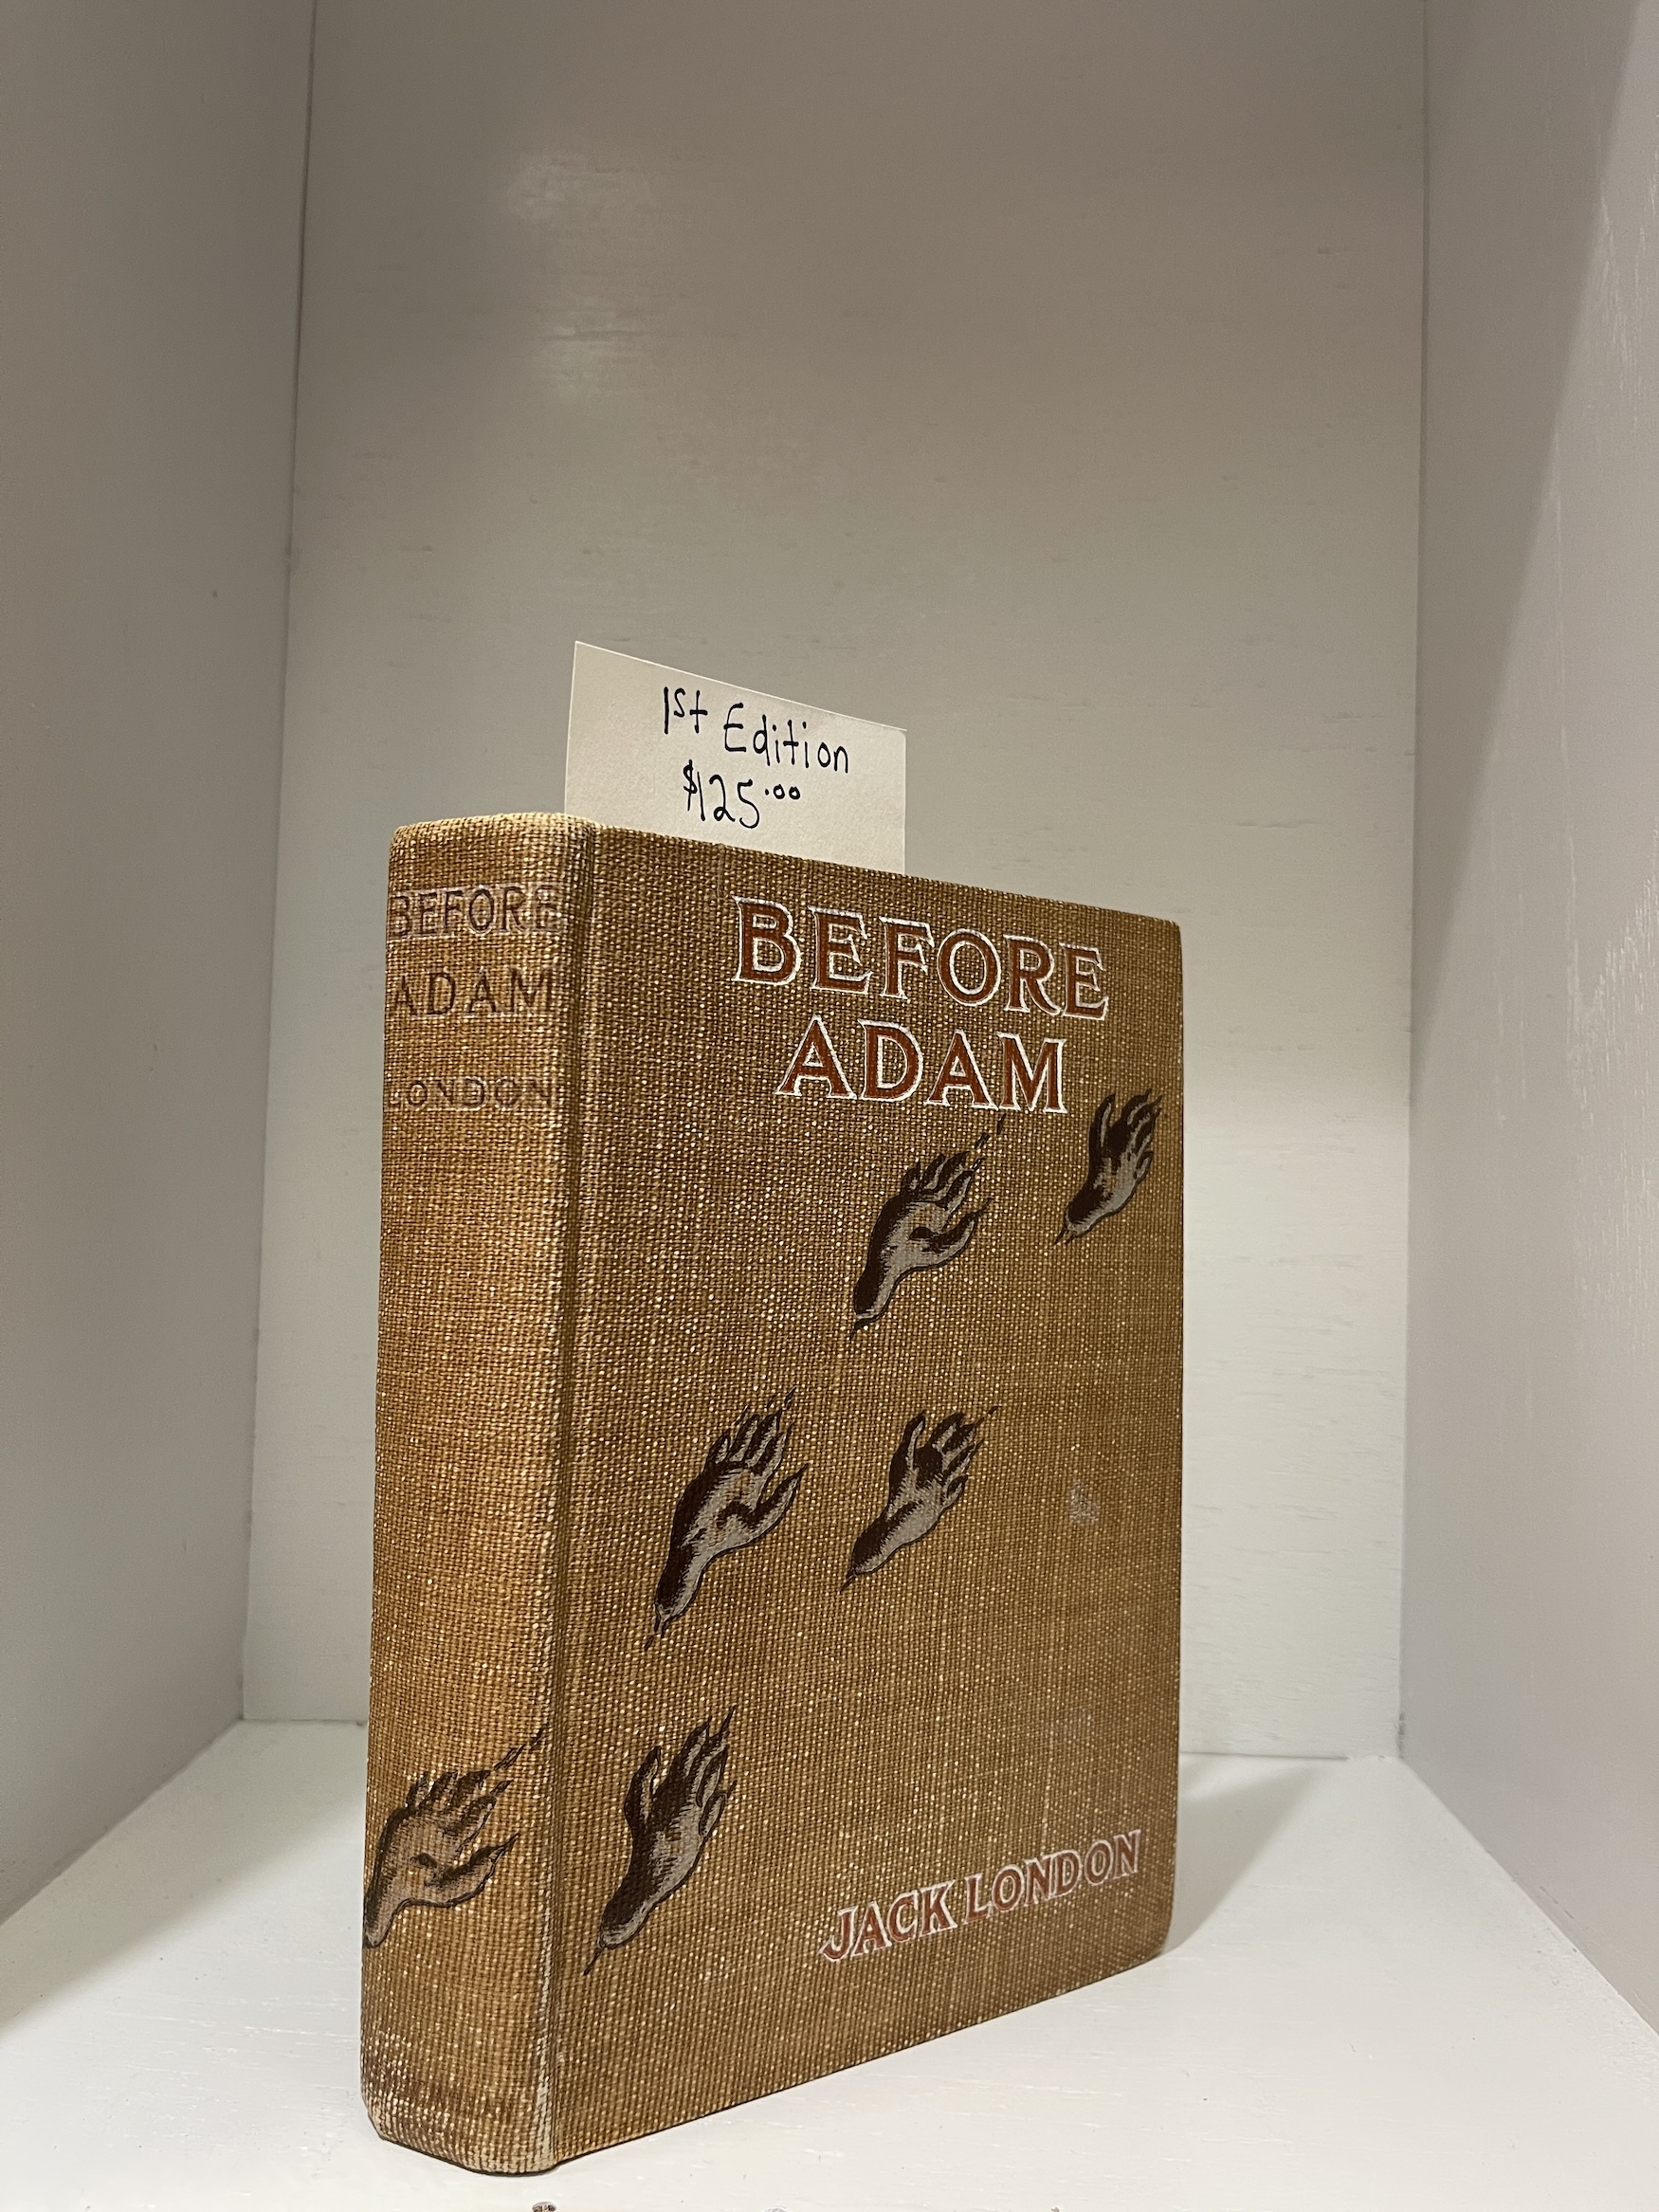 1st Edition
$125.00
BEFORE
ADAM
LONDON
BEFORE
ADAM
JACK LONDON